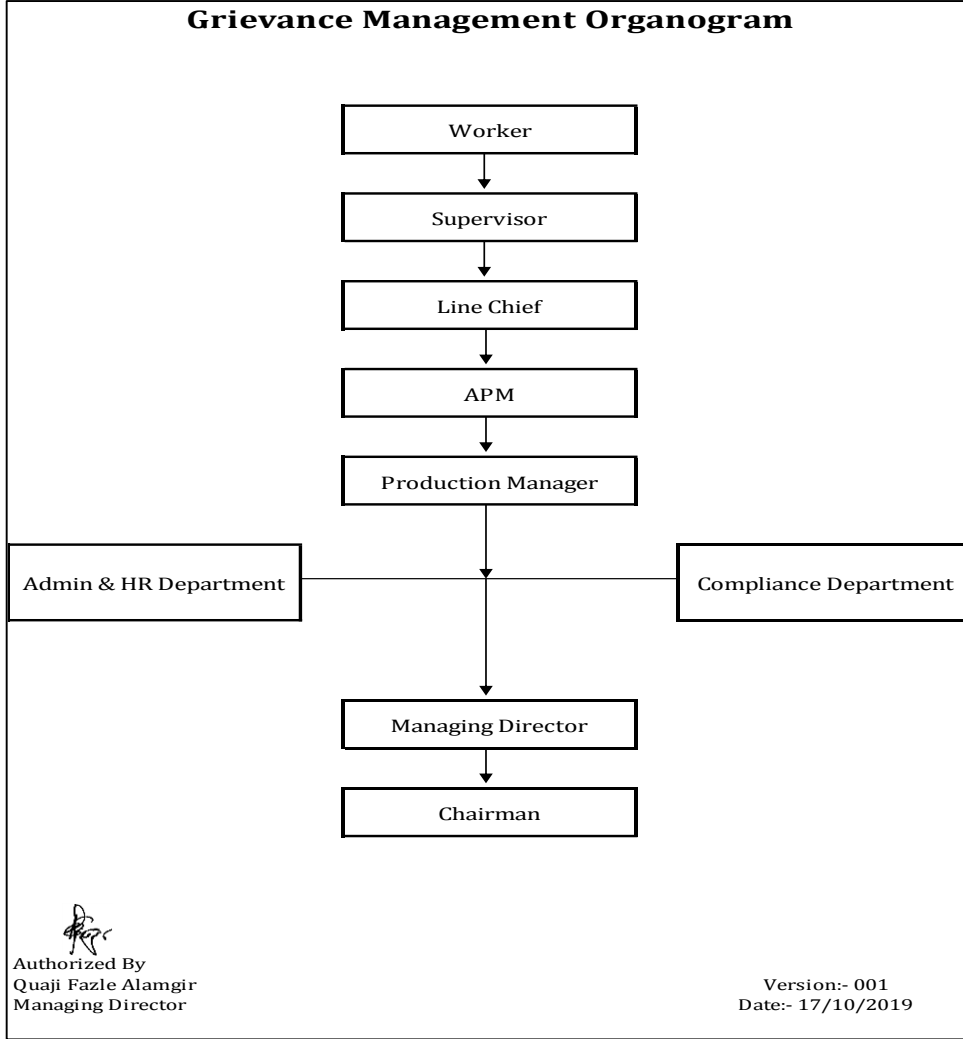 Grievance Management Organogram
Worker
Supervisor
Line Chief
APM
Production Manager
Admin & HR Department
Compliance Department
Managing Director
Chairman
Authorized By
Quaji Fazle Alamgir
Managing Director
Version:- 001
Date:- 17/10/2019